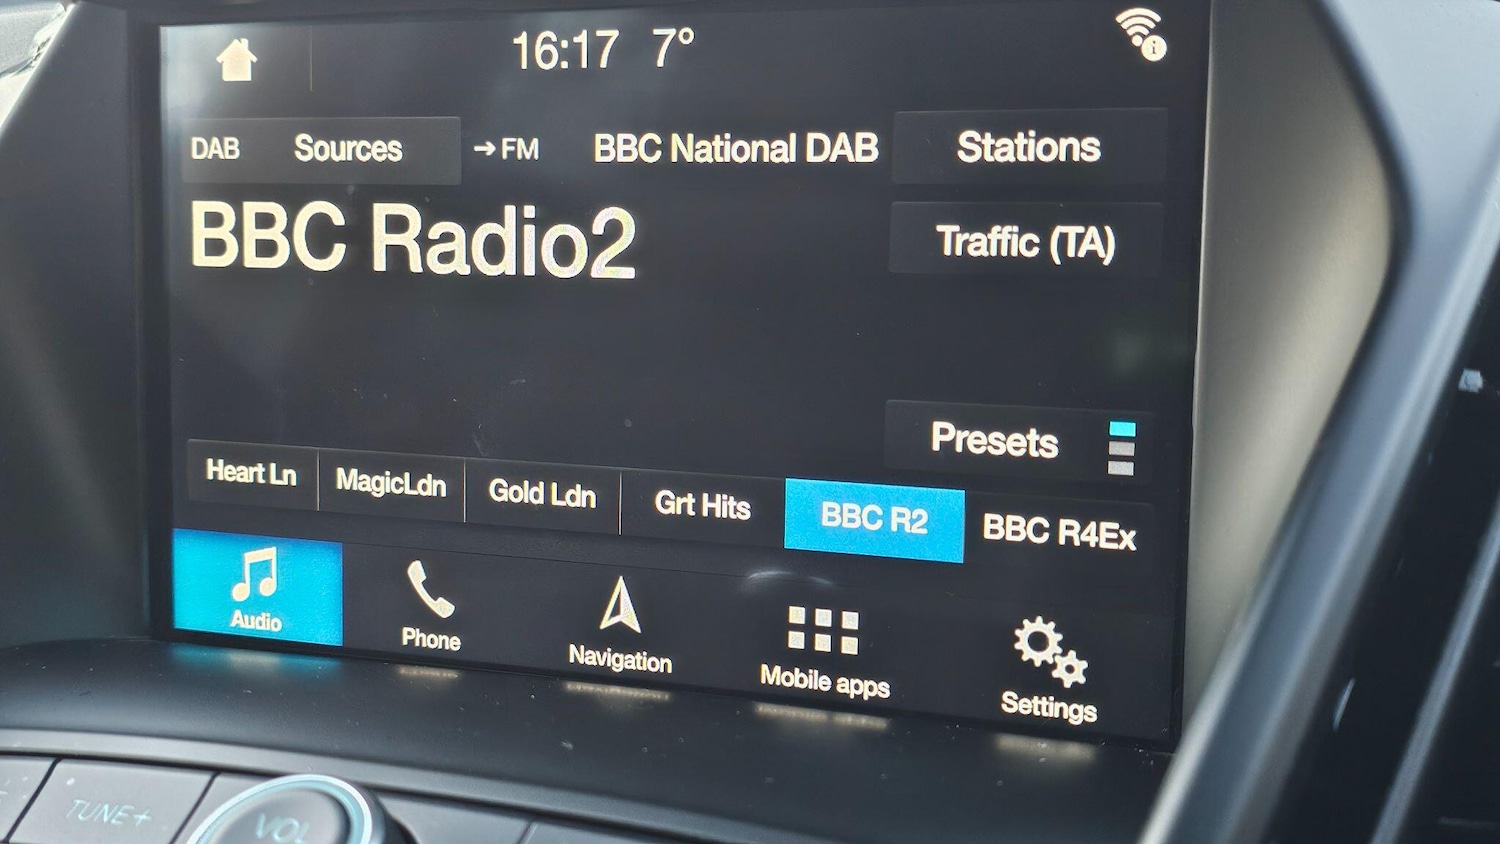 16:17 7°
DAB Sources → FM BBC National DAB Stations
BBC Radio2
Traffic (TA)
Presets
Heart Ln MagicLdn Gold Ldn Grt Hits BBC R2 BBC R4Ex
Audio Phone Navigation Mobile apps Settings
TUNE+ VOL